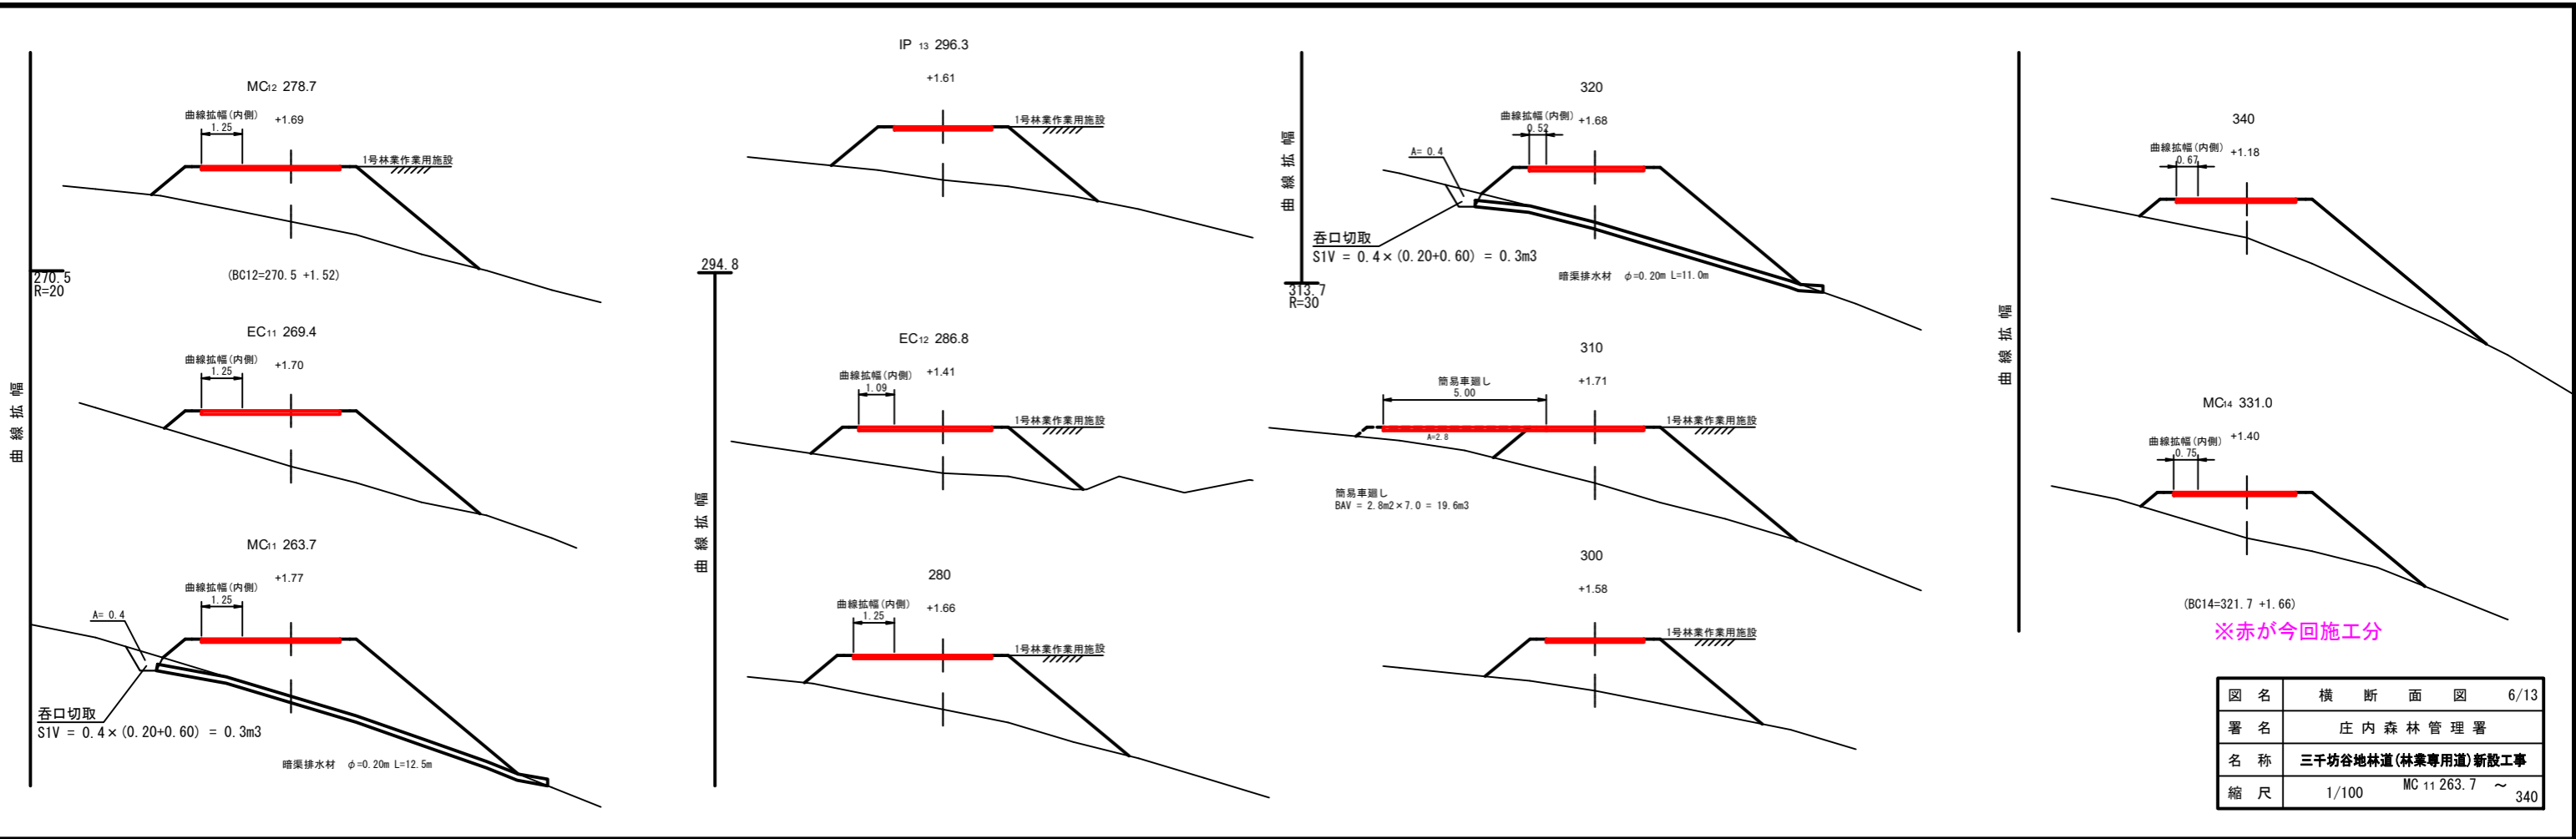 MC12 278.7
曲線拡幅(内側) +1.69
1.25
1号林業作業用施設
270.5
R=20
(BC12=270.5 +1.52)
EC11 269.4
曲線拡幅(内側) +1.70
1.25
曲線拡幅
MC11 263.7
曲線拡幅(内側) +1.77
1.25
A= 0.4
呑口切取
S1V = 0.4×(0.20+0.60) = 0.3m3
暗渠排水材 φ=0.20m L=12.5m
IP 13 296.3
+1.61
1号林業作業用施設
294.8
EC12 286.8
曲線拡幅(内側) +1.41
1.09
1号林業作業用施設
曲線拡幅
280
曲線拡幅(内側) +1.66
1.25
1号林業作業用施設
曲線拡幅
320
曲線拡幅(内側) +1.68
0.52
A= 0.4
呑口切取
S1V = 0.4×(0.20+0.60) = 0.3m3
暗渠排水材 φ=0.20m L=11.0m
313.7
R=30
310
簡易車廻し +1.71
5.00
1号林業作業用施設
A=2.8
簡易車廻し
BAV = 2.8m2×7.0 = 19.6m3
300
+1.58
1号林業作業用施設
340
曲線拡幅(内側) +1.18
0.67
曲線拡幅
MC14 331.0
曲線拡幅(内側) +1.40
0.75
(BC14=321.7 +1.66)
※赤が今回施工分
図名 横断面図 6/13
署名 庄内森林管理署
名称 三千坊谷地林道(林業専用道)新設工事
縮尺 1/100 MC 11 263.7 ～ 340